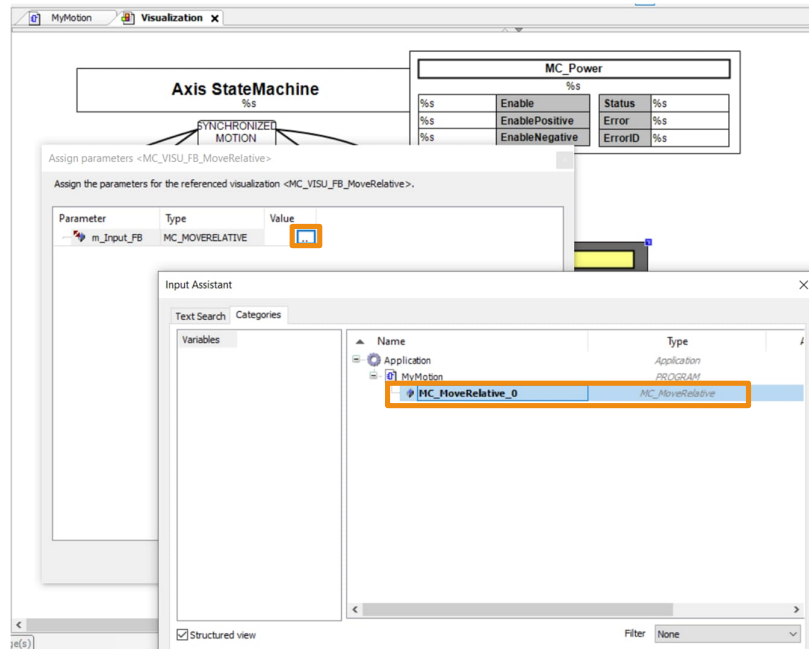 MyMotion Visualization
Axis StateMachine
%s
SYNCHRONIZED
MOTION
MC_Power
%s
%s Enable Status %s
%s EnablePositive Error %s
%s EnableNegative ErrorID %s
Assign parameters <MC_VISU_FB_MoveRelative>
Assign the parameters for the referenced visualization <MC_VISU_FB_MoveRelative>.
Parameter Type Value
m_Input_FB MC_MOVERELATIVE ...
Input Assistant
Text Search Categories
Variables
Name Type
Application Application
MyMotion PROGRAM
MC_MoveRelative_0 MC_MoveRelative
Structured view
Filter None